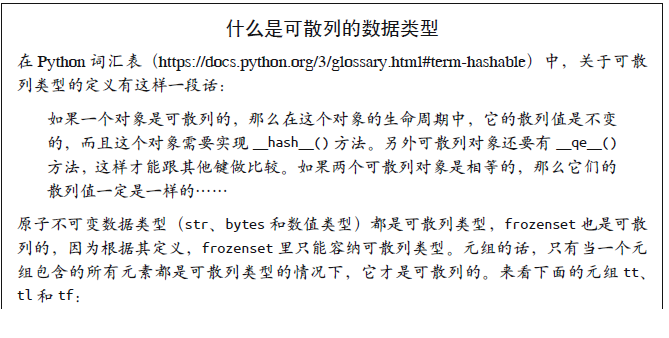 什么是可散列的数据类型
在 Python 词汇表（https://docs.python.org/3/glossary.html#term-hashable）中，关于可散
列类型的定义有这样一段话：
如果一个对象是可散列的，那么在这个对象的生命周期中，它的散列值是不变
的，而且这个对象需要实现 __hash__() 方法。另外可散列对象还要有 __qe__()
方法，这样才能跟其他键做比较。如果两个可散列对象是相等的，那么它们的
散列值一定是一样的……
原子不可变数据类型（str、bytes 和数值类型）都是可散列类型，frozenset 也是可散
列的，因为根据其定义，frozenset 里只能容纳可散列类型。元组的话，只有当一个元
组包含的所有元素都是可散列类型的情况下，它才是可散列的。来看下面的元组 tt、
tl 和 tf：